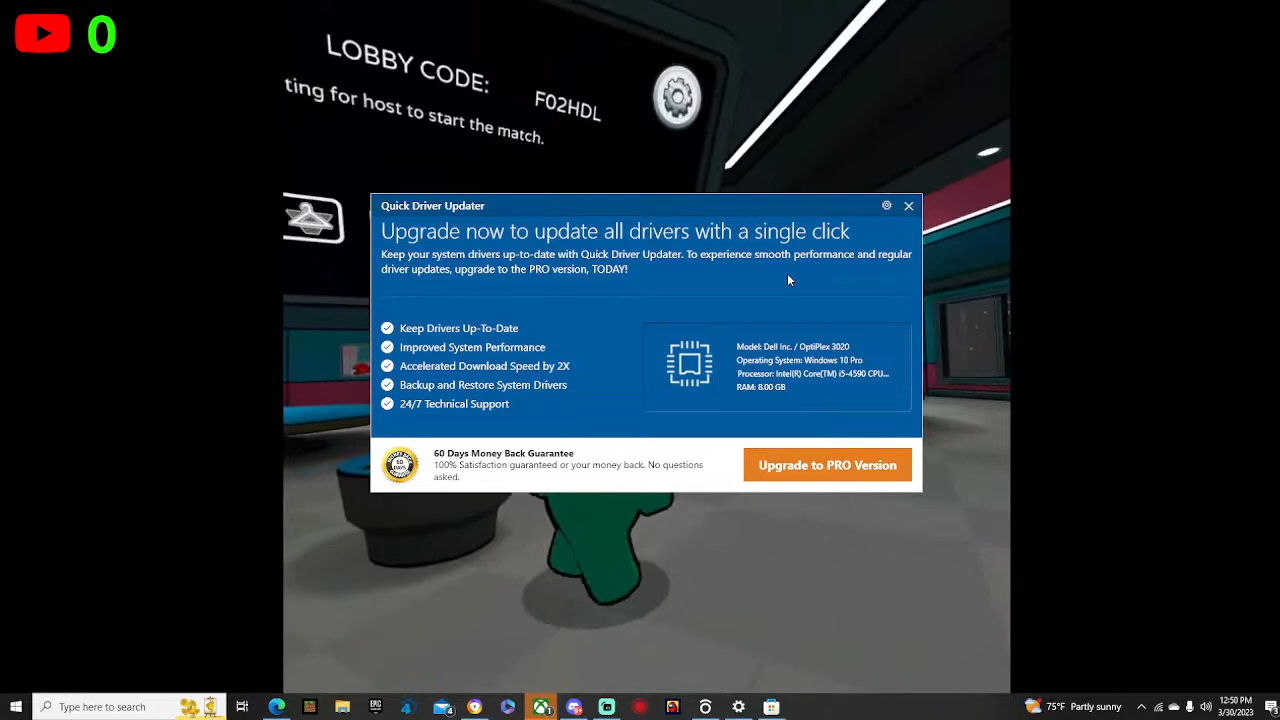 0
LOBBY CODE:
F02HDL
ting for host to start the match.
Quick Driver Updater
Upgrade now to update all drivers with a single click
Keep your system drivers up-to-date with Quick Driver Updater. To experience smooth performance and regular
driver updates, upgrade to the PRO version, TODAY!
Keep Drivers Up-To-Date
Improved System Performance
Accelerated Download Speed by 2X
Backup and Restore System Drivers
24/7 Technical Support
Model: Dell Inc. / OptiPlex 3020
Operating System: Windows 10 Pro
Processor: Intel(R) Core(TM) i5-4590 CPU...
RAM: 8.00 GB
60 Days Money Back Guarantee
100% Satisfaction guaranteed or your money back. No questions
asked.
Upgrade to PRO Version
Type here to search
75°F Partly sunny
12:50 PM
3/30/2023